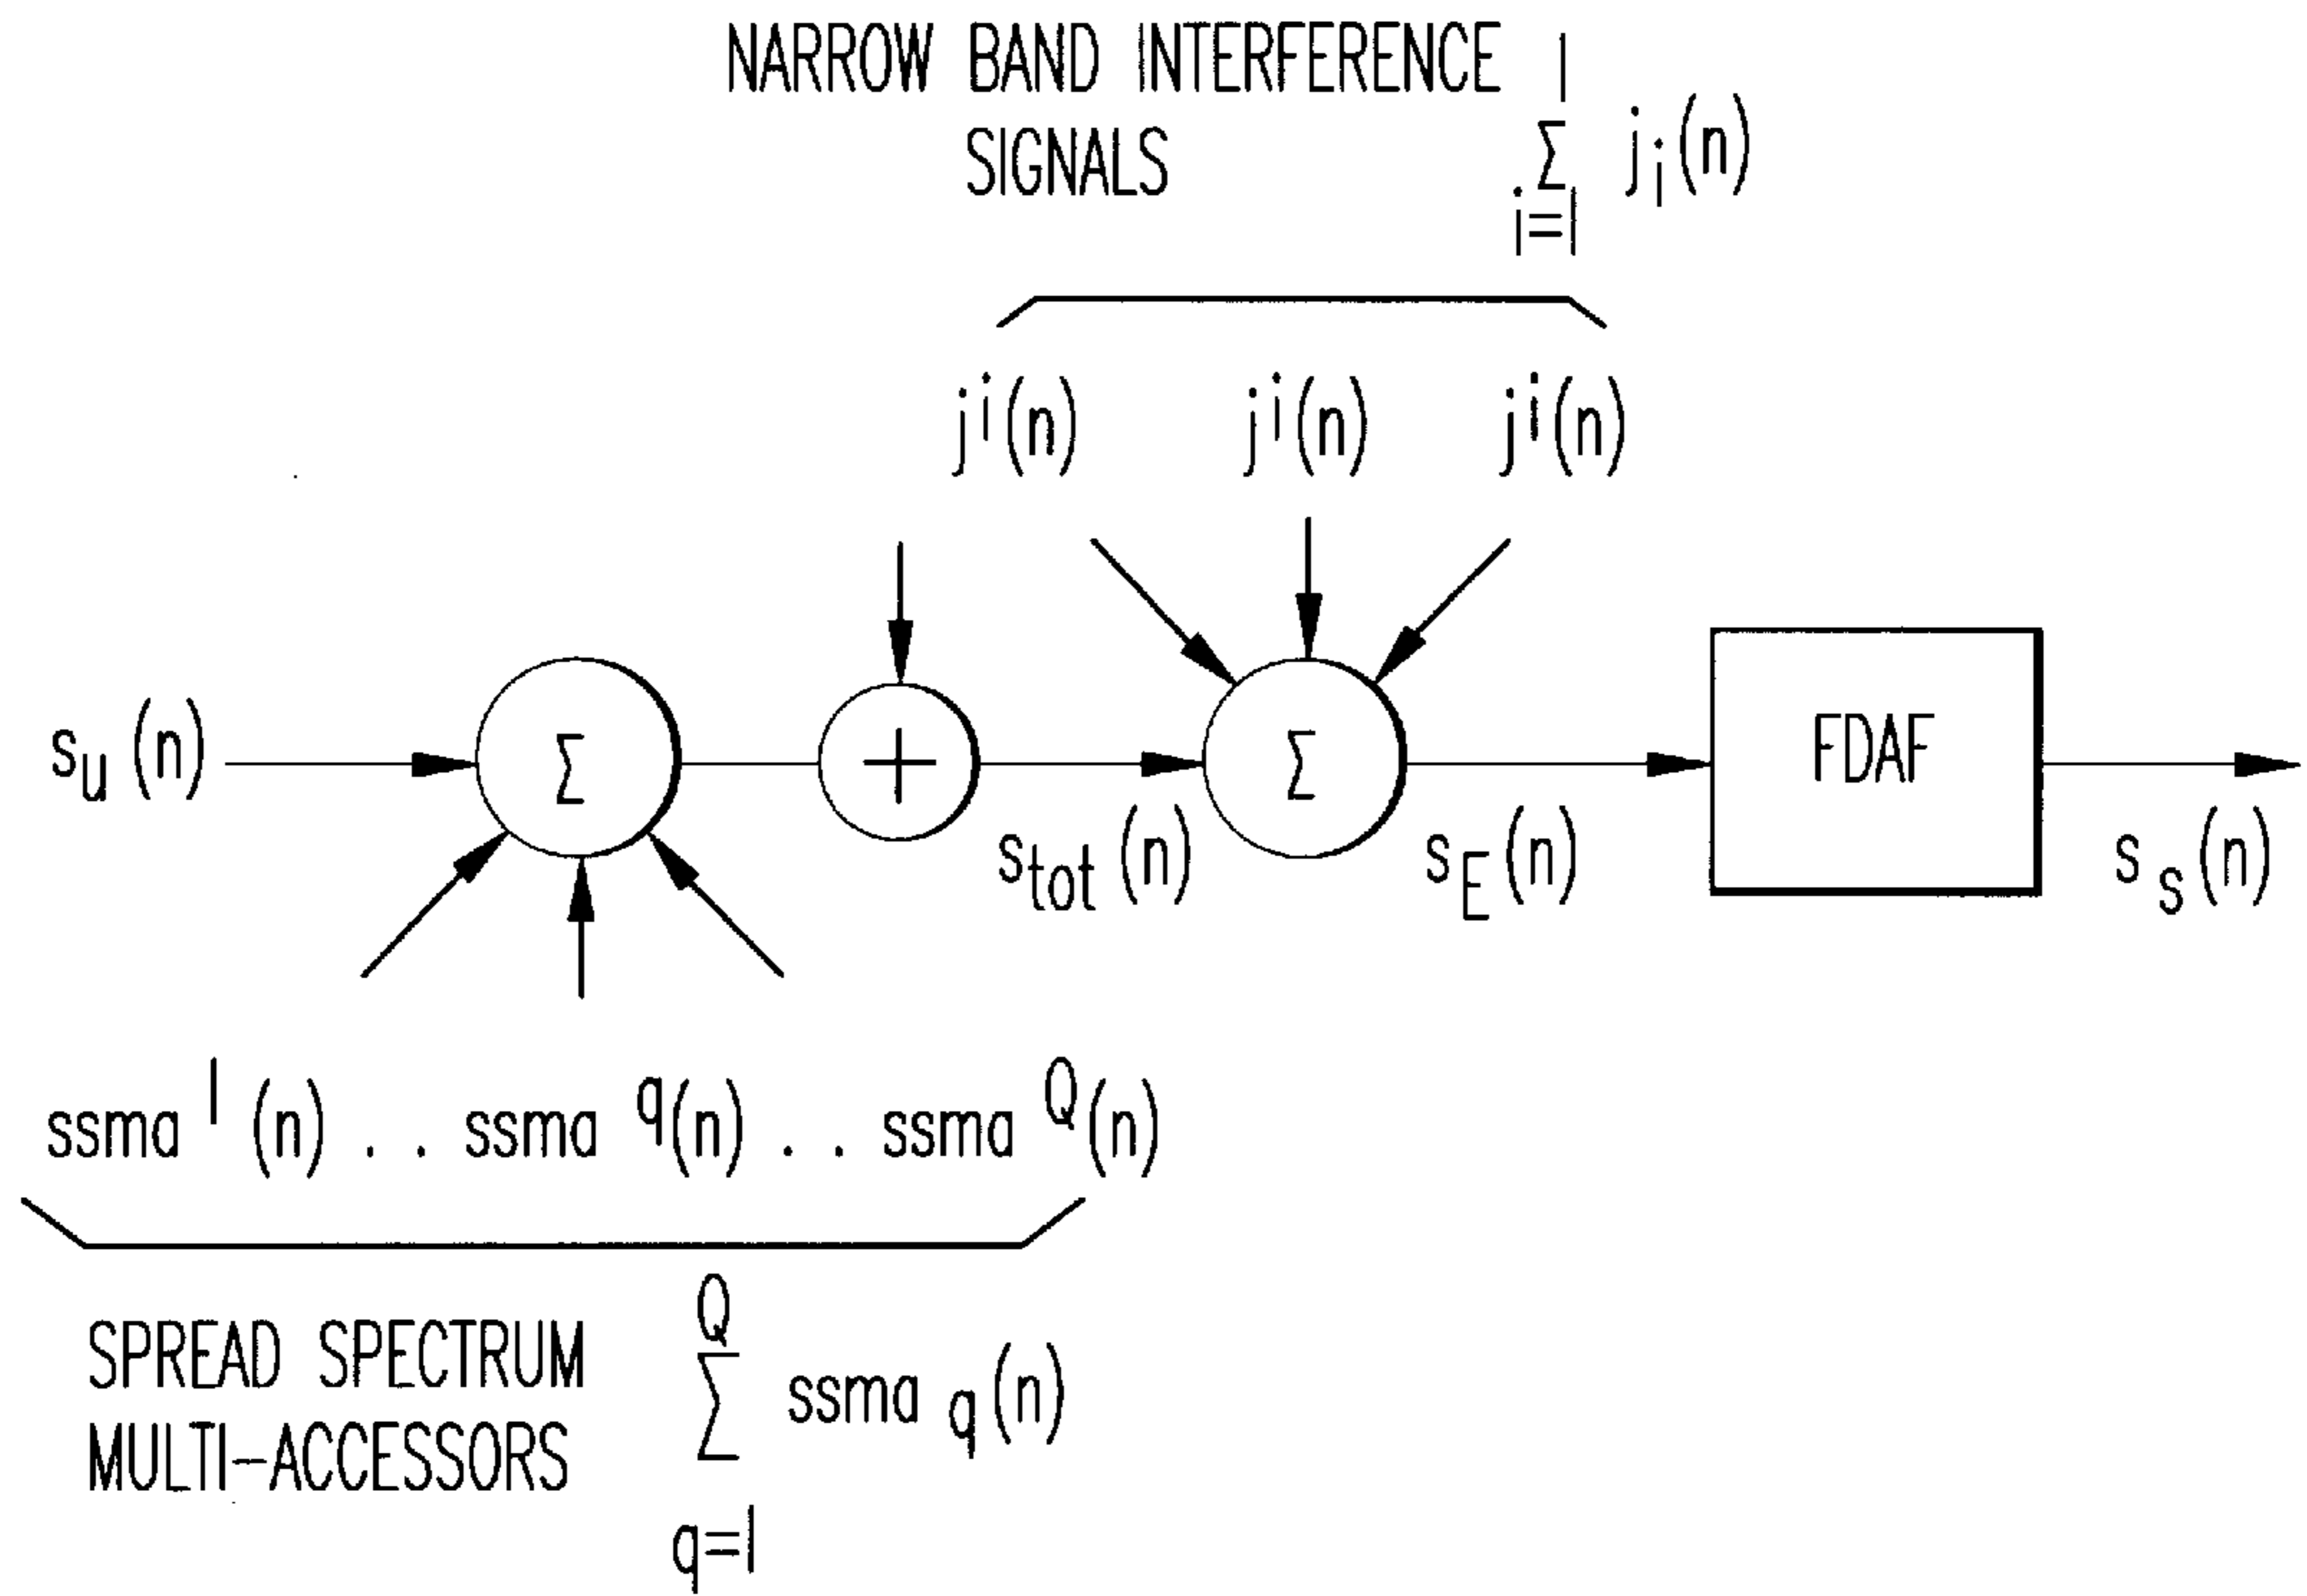 NARROW BAND INTERFERENCE
SIGNALS
I
Σ j_i(n)
i=1
j^i(n) j^i(n) j^i(n)
s_u(n) Σ + Σ FDAF
s_tot(n) s_E(n) s_s(n)
ssma^1(n) . . ssma^q(n) . . ssma^Q(n)
SPREAD SPECTRUM
MULTI-ACCESSORS
Q
Σ ssma_q(n)
q=1